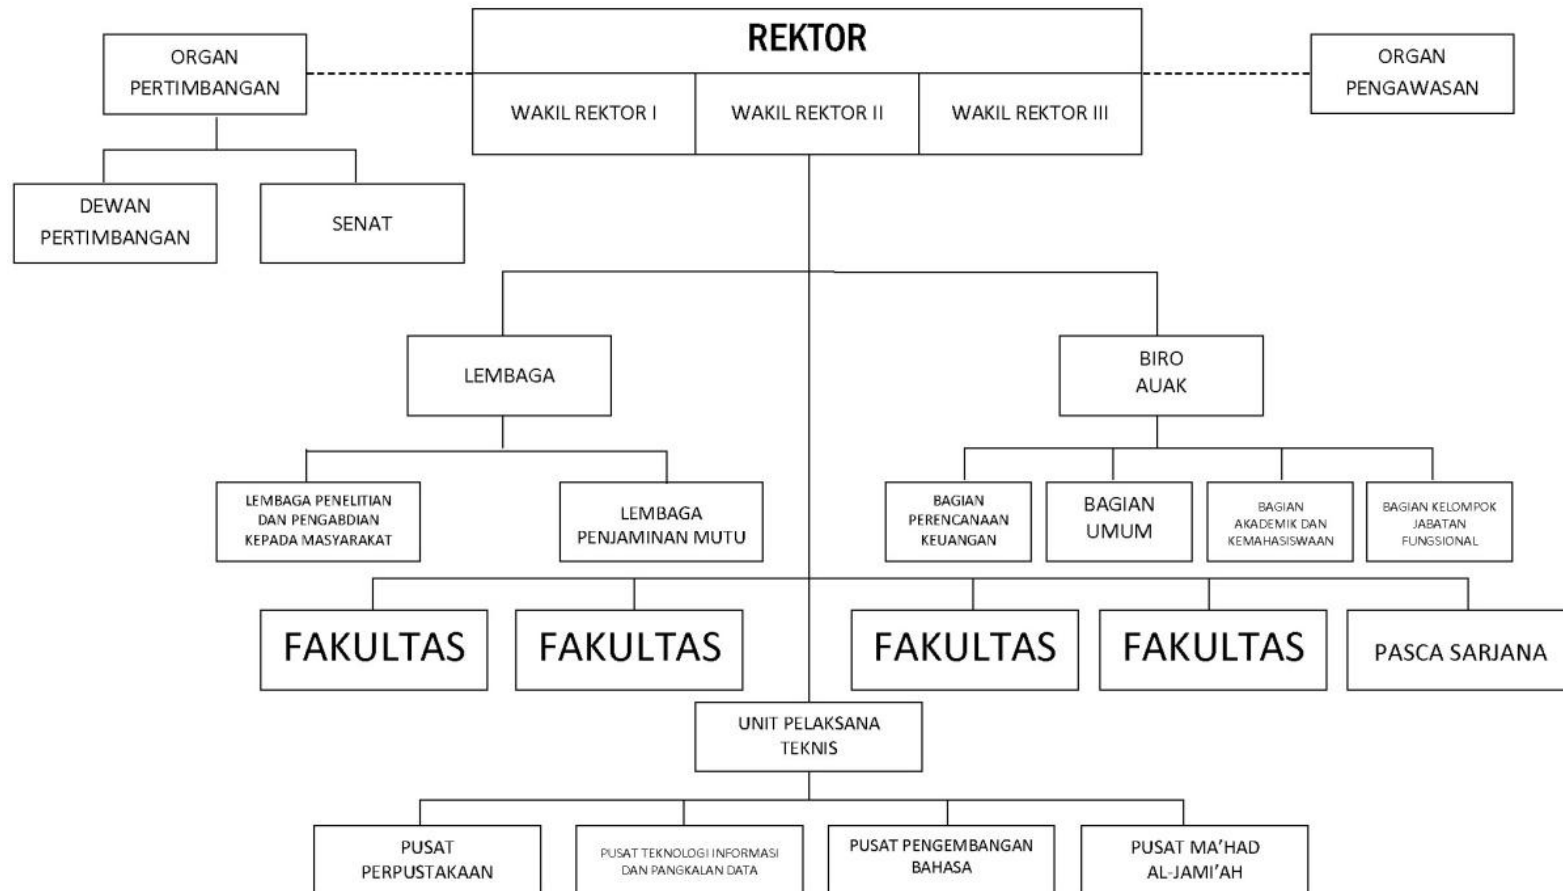 REKTOR
ORGAN
PERTIMBANGAN
ORGAN
PENGAWASAN
WAKIL REKTOR I
WAKIL REKTOR II
WAKIL REKTOR III
DEWAN
PERTIMBANGAN
SENAT
LEMBAGA
BIRO
AUAK
LEMBAGA PENELITIAN
DAN PENGABDIAN
KEPADA MASYARAKAT
LEMBAGA
PENJAMINAN MUTU
BAGIAN
PERENCANAAN
KEUANGAN
BAGIAN
UMUM
BAGIAN
AKADEMIK DAN
KEMAHASISWAAN
BAGIAN KELOMPOK
JABATAN
FUNGSIONAL
FAKULTAS
FAKULTAS
FAKULTAS
FAKULTAS
PASCA SARJANA
UNIT PELAKSANA
TEKNIS
PUSAT
PERPUSTAKAAN
PUSAT TEKNOLOGI INFORMASI
DAN PANGKALAN DATA
PUSAT PENGEMBANGAN
BAHASA
PUSAT MA’HAD
AL-JAMI’AH